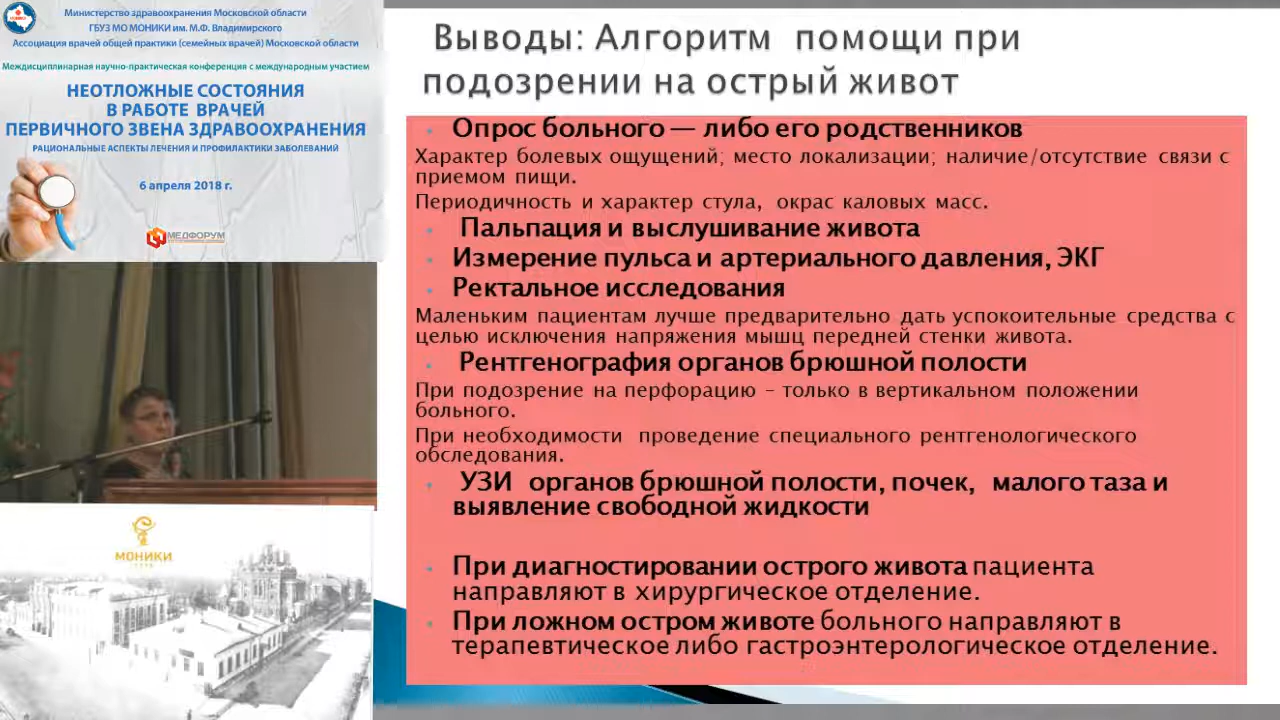 Министерство здравоохранения Московской области
ГБУЗ МО МОНИКИ им. М.Ф. Владимирского
Ассоциация врачей общей практики (семейных врачей) Московской области
Междисциплинарная научно-практическая конференция с международным участием
НЕОТЛОЖНЫЕ СОСТОЯНИЯ
В РАБОТЕ ВРАЧЕЙ
ПЕРВИЧНОГО ЗВЕНА ЗДРАВООХРАНЕНИЯ
РАЦИОНАЛЬНЫЕ АСПЕКТЫ ЛЕЧЕНИЯ И ПРОФИЛАКТИКИ ЗАБОЛЕВАНИЙ
6 апреля 2018 г.
МЕДФОРУМ
МОНИКИ
Выводы: Алгоритм помощи при
подозрении на острый живот
Опрос больного — либо его родственников
Характер болевых ощущений; место локализации; наличие/отсутствие связи с
приемом пищи.
Периодичность и характер стула, окрас каловых масс.
Пальпация и выслушивание живота
Измерение пульса и артериального давления, ЭКГ
Ректальное исследования
Маленьким пациентам лучше предварительно дать успокоительные средства с
целью исключения напряжения мышц передней стенки живота.
Рентгенография органов брюшной полости
При подозрение на перфорацию – только в вертикальном положении
больного.
При необходимости проведение специального рентгенологического
обследования.
УЗИ органов брюшной полости, почек, малого таза и
выявление свободной жидкости
При диагностировании острого живота пациента
направляют в хирургическое отделение.
При ложном остром животе больного направляют в
терапевтическое либо гастроэнтерологическое отделение.